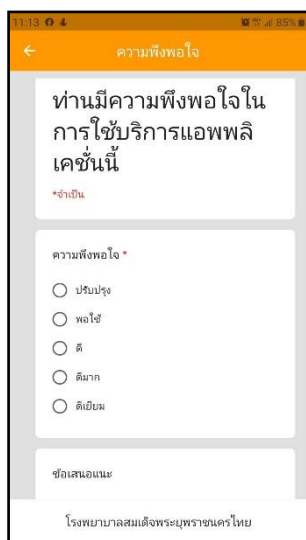 11:13
85%
ความพึงพอใจ
ท่านมีความพึงพอใจใน
การใช้บริการแอพพลิ
เคชั่นนี้
*จำเป็น
ความพึงพอใจ *
ปรับปรุง
พอใช้
ดี
ดีมาก
ดีเยี่ยม
ข้อเสนอแนะ
โรงพยาบาลสมเด็จพระยุพราชนครไทย